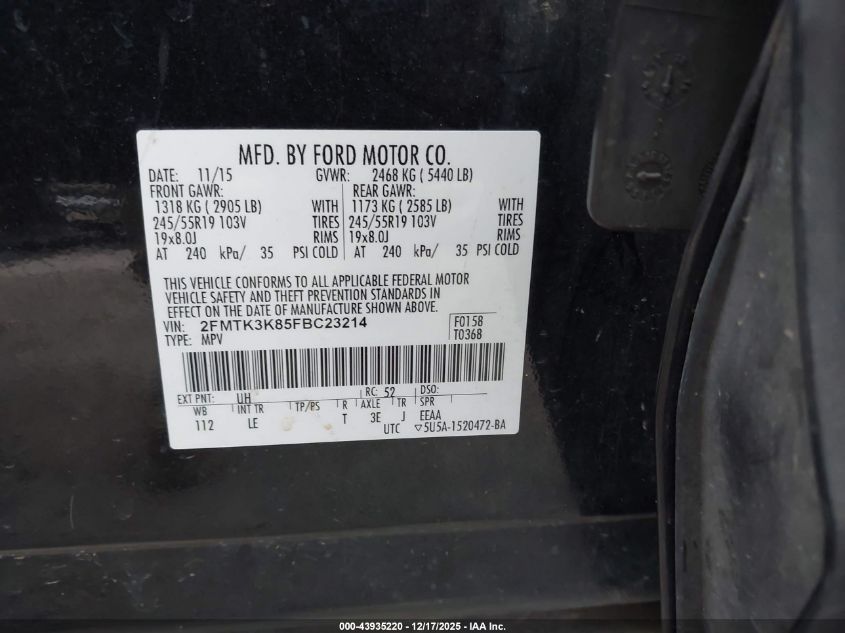 MFD. BY FORD MOTOR CO.
DATE: 11/15 GVWR: 2468 KG ( 5440 LB)
FRONT GAWR: REAR GAWR:
1318 KG ( 2905 LB) WITH 1173 KG ( 2585 LB) WITH
245/55R19 103V TIRES 245/55R19 103V TIRES
19x8.0J RIMS 19x8.0J RIMS
AT 240 kPa/ 35 PSI COLD AT 240 kPa/ 35 PSI COLD
THIS VEHICLE CONFORMS TO ALL APPLICABLE FEDERAL MOTOR
VEHICLE SAFETY AND THEFT PREVENTION STANDARDS IN
EFFECT ON THE DATE OF MANUFACTURE SHOWN ABOVE.
VIN: 2FMTK3K85FBC23214 F0158
TYPE: MPV T0368
EXT PNT: UH RC: 52 DSO:
WB INT TR TP/PS R AXLE TR SPR
112 LE T 3E J EEAA
UTC ▽5U5A-1520472-BA
000-43935220 - 12/17/2025 - IAA Inc.